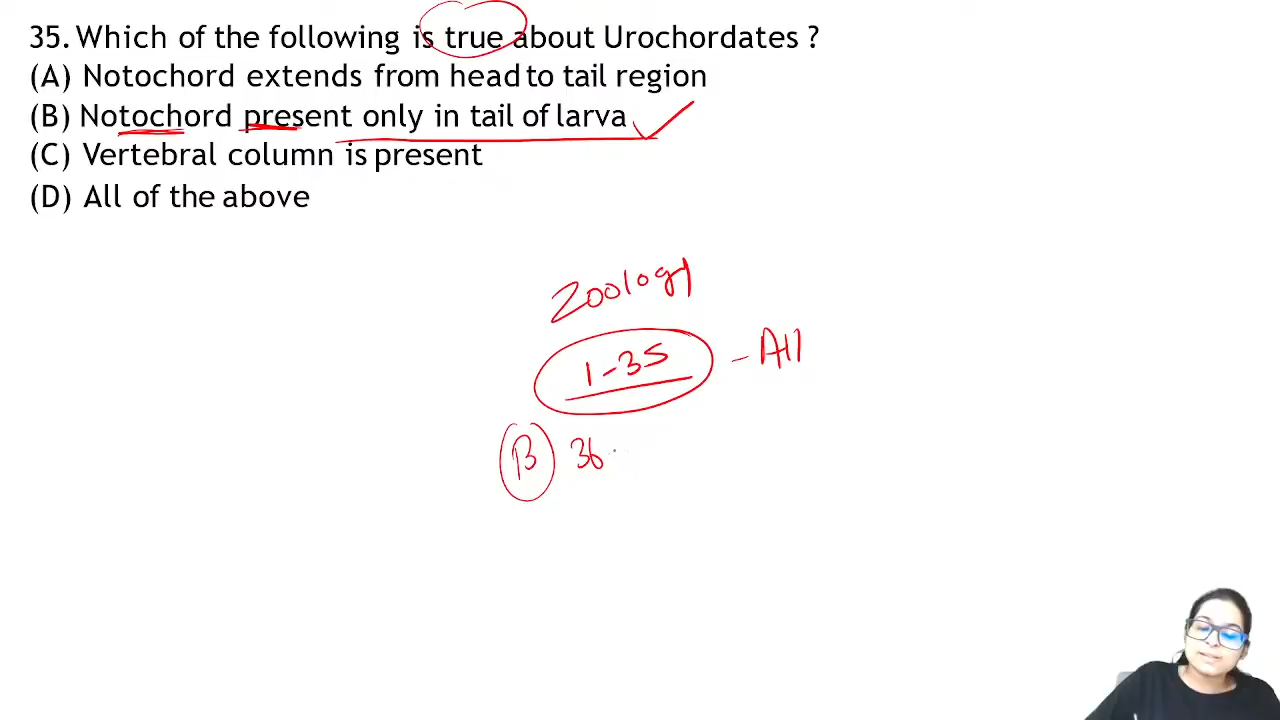 35. Which of the following is true about Urochordates ?
(A) Notochord extends from head to tail region
(B) Notochord present only in tail of larva
(C) Vertebral column is present
(D) All of the above
Zoology
1-35 - All
B 36